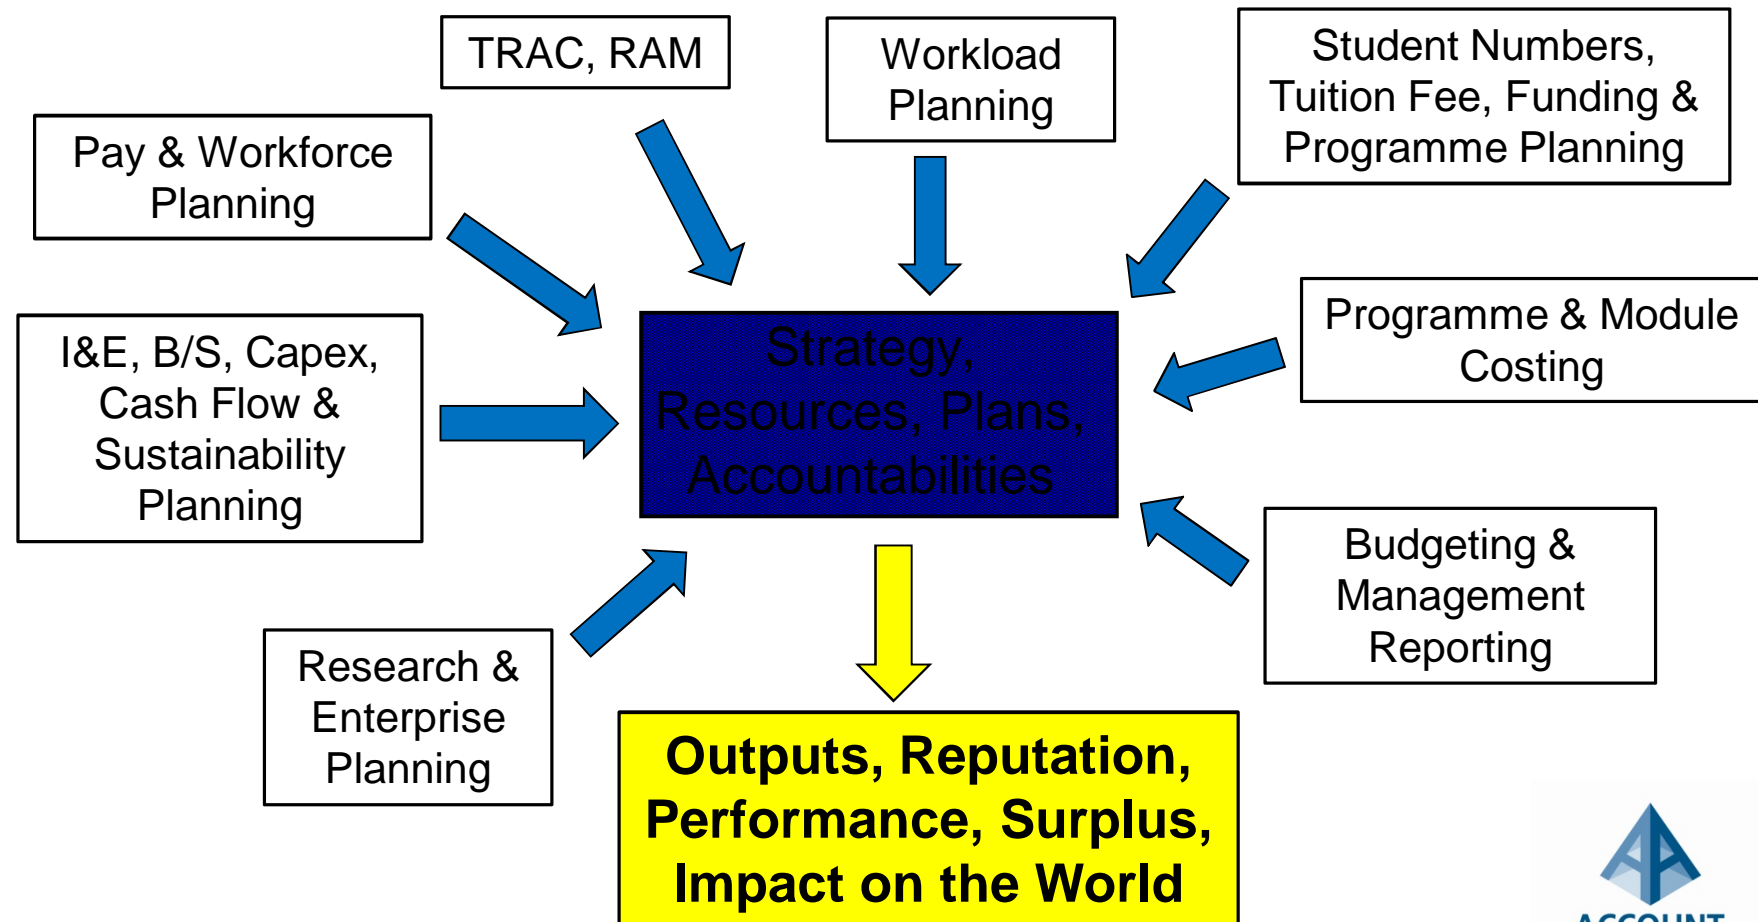 TRAC, RAM
Workload
Planning
Student Numbers,
Tuition Fee, Funding &
Programme Planning
Pay & Workforce
Planning
I&E, B/S, Capex,
Cash Flow &
Sustainability
Planning
Strategy,
Resources, Plans,
Accountabilities
Programme & Module
Costing
Budgeting &
Management
Reporting
Research &
Enterprise
Planning
Outputs, Reputation,
Performance, Surplus,
Impact on the World
ACCOUNT